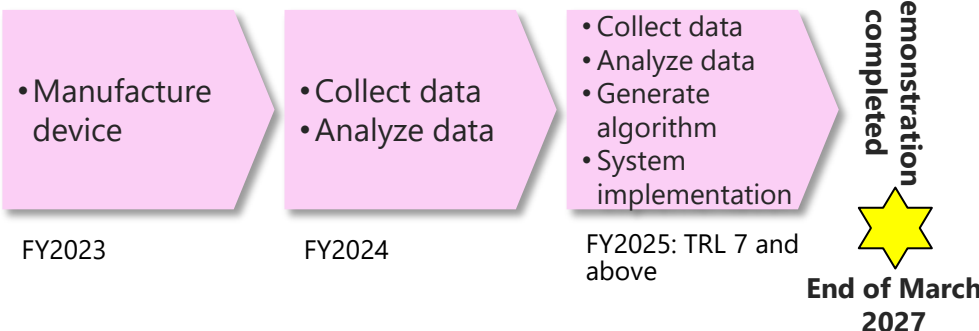 • Manufacture
device
• Collect data
• Analyze data
• Collect data
• Analyze data
• Generate
algorithm
• System
implementation
emonstration
completed
FY2023
FY2024
FY2025: TRL 7 and
above
End of March
2027